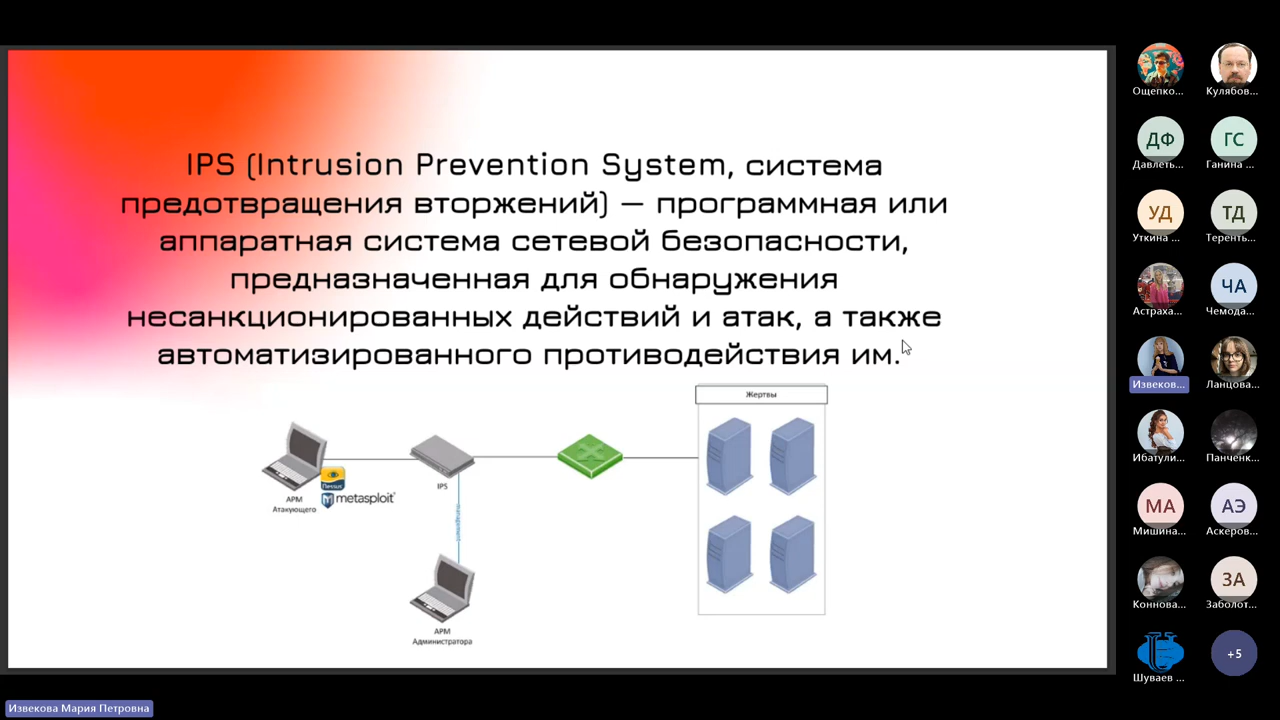 IPS (Intrusion Prevention System, система
предотвращения вторжений) — программная или
аппаратная система сетевой безопасности,
предназначенная для обнаружения
несанкционированных действий и атак, а также
автоматизированного противодействия им.
Жертвы
Nessus
metasploit
IPS
АРМ
Атакующего
management
АРМ
Администратора
Ощепко...
Кулябов...
ДФ
ГС
Давлеть...
Ганина ...
УД
ТД
Уткина ...
Теренть...
ЧА
Астраха...
Чемода...
Извеков...
Ланцова...
Ибатули...
Панченк...
МА
АЭ
Мишина...
Аскеров...
ЗА
Коннова...
Заболот...
+5
Шуваев ...
Извекова Мария Петровна